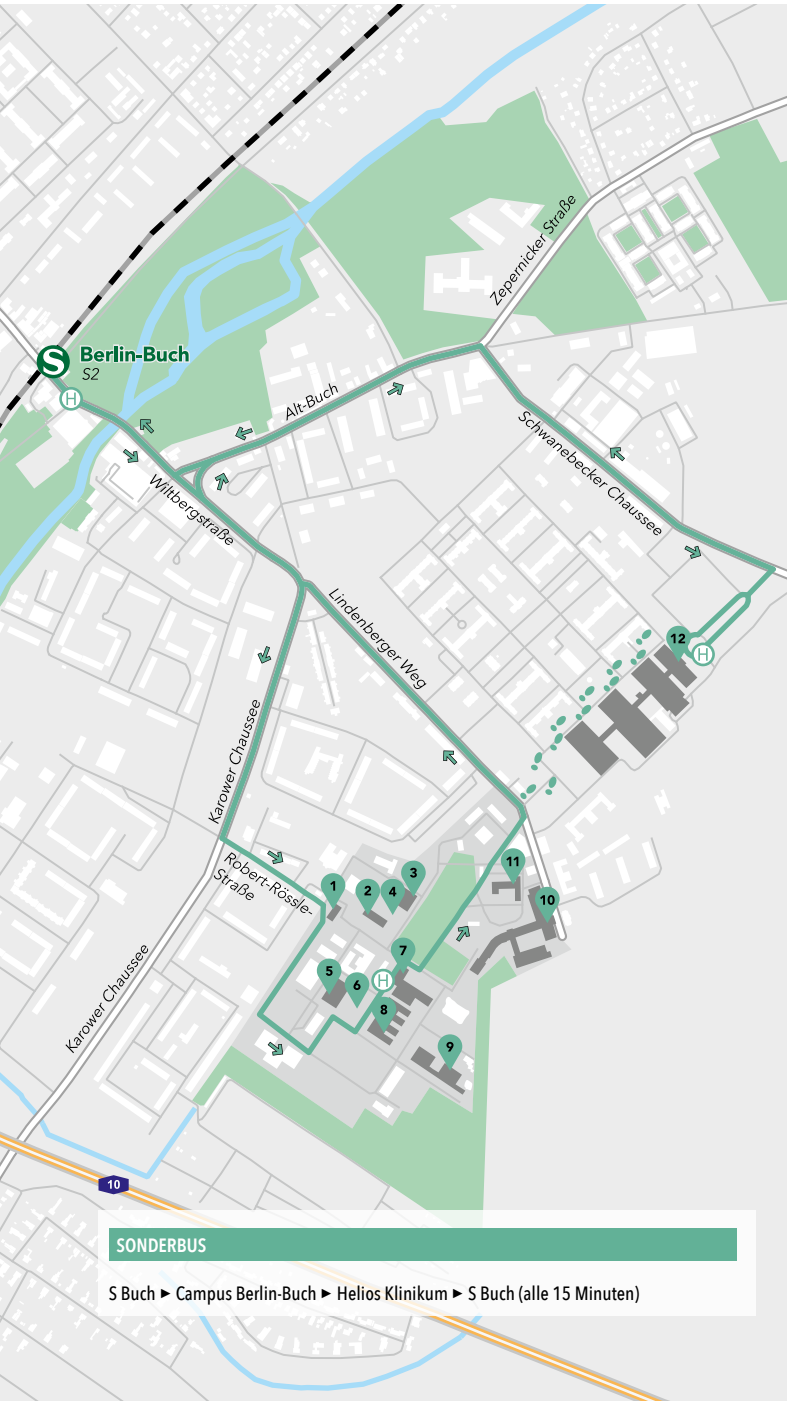 Zepernicker Straße
S Berlin-Buch
S2
H
Alt-Buch
Schwanebecker Chaussee
Wiltbergstraße
Lindenberger Weg
12
H
Karower Chaussee
Robert-Rössle-
Straße
1
2
4
3
11
10
7
5
6
H
8
9
Karower Chaussee
10
SONDERBUS
S Buch ▸ Campus Berlin-Buch ▸ Helios Klinikum ▸ S Buch (alle 15 Minuten)